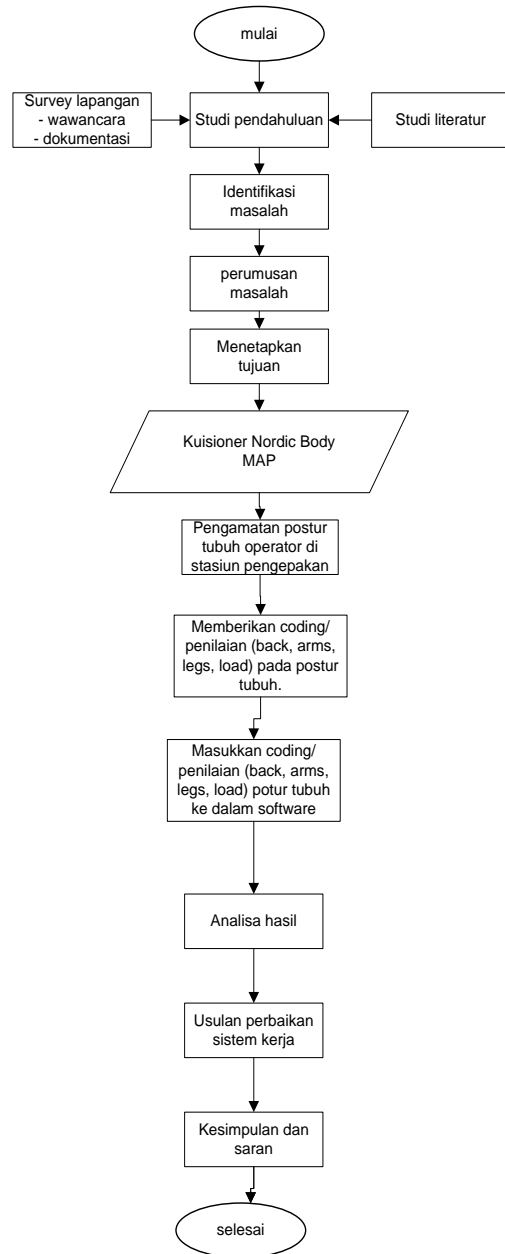 mulai
Survey lapangan
- wawancara
- dokumentasi
Studi pendahuluan
Studi literatur
Identifikasi
masalah
perumusan
masalah
Menetapkan
tujuan
Kuisioner Nordic Body
MAP
Pengamatan postur
tubuh operator di
stasiun pengepakan
Memberikan coding/
penilaian (back, arms,
legs, load) pada postur
tubuh.
Masukkan coding/
penilaian (back, arms,
legs, load) potur tubuh
ke dalam software
Analisa hasil
Usulan perbaikan
sistem kerja
Kesimpulan dan
saran
selesai